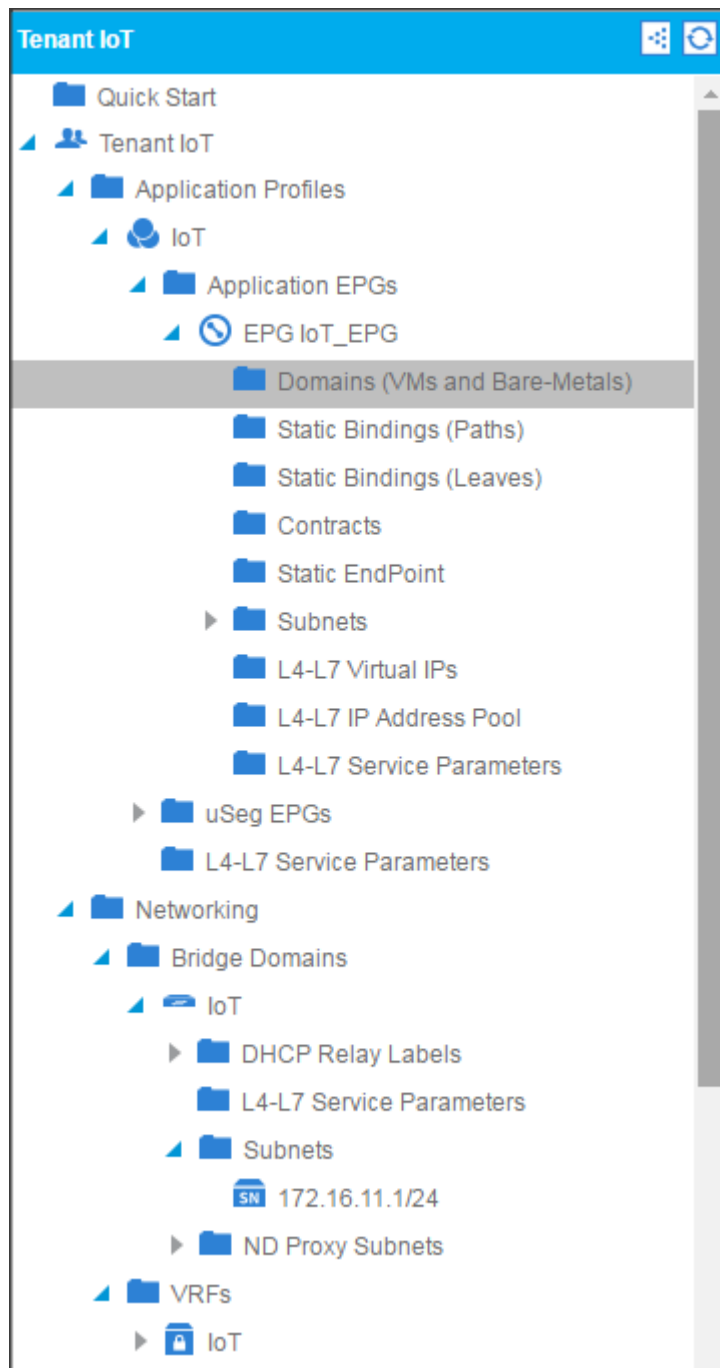 Tenant IoT
Quick Start
Tenant IoT
Application Profiles
IoT
Application EPGs
EPG IoT_EPG
Domains (VMs and Bare-Metals)
Static Bindings (Paths)
Static Bindings (Leaves)
Contracts
Static EndPoint
Subnets
L4-L7 Virtual IPs
L4-L7 IP Address Pool
L4-L7 Service Parameters
uSeg EPGs
L4-L7 Service Parameters
Networking
Bridge Domains
IoT
DHCP Relay Labels
L4-L7 Service Parameters
Subnets
SN 172.16.11.1/24
ND Proxy Subnets
VRFs
IoT